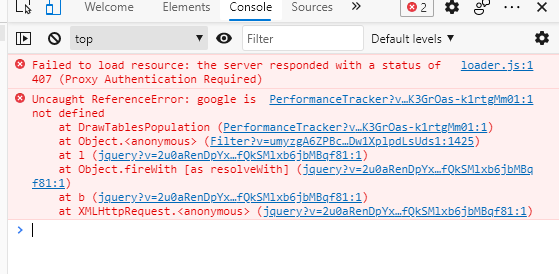 Welcome Elements Console Sources 2
top Filter Default levels
Failed to load resource: the server responded with a status of loader.js:1
407 (Proxy Authentication Required)
Uncaught ReferenceError: google is PerformanceTracker?v…K3GrOas-k1rtgMm01:1
not defined
at DrawTablesPopulation (PerformanceTracker?v…K3GrOas-k1rtgMm01:1)
at Object.<anonymous> (Filter?v=umyzgA6ZPBc…Dw1XplpdLsUds1:1425)
at l (jquery?v=2u0aRenDpYx…fQkSMlxb6jbMBqf81:1)
at Object.fireWith [as resolveWith] (jquery?v=2u0aRenDpYx…fQkSMlxb6jbMBq
f81:1)
at b (jquery?v=2u0aRenDpYx…fQkSMlxb6jbMBqf81:1)
at XMLHttpRequest.<anonymous> (jquery?v=2u0aRenDpYx…fQkSMlxb6jbMBqf81:1)